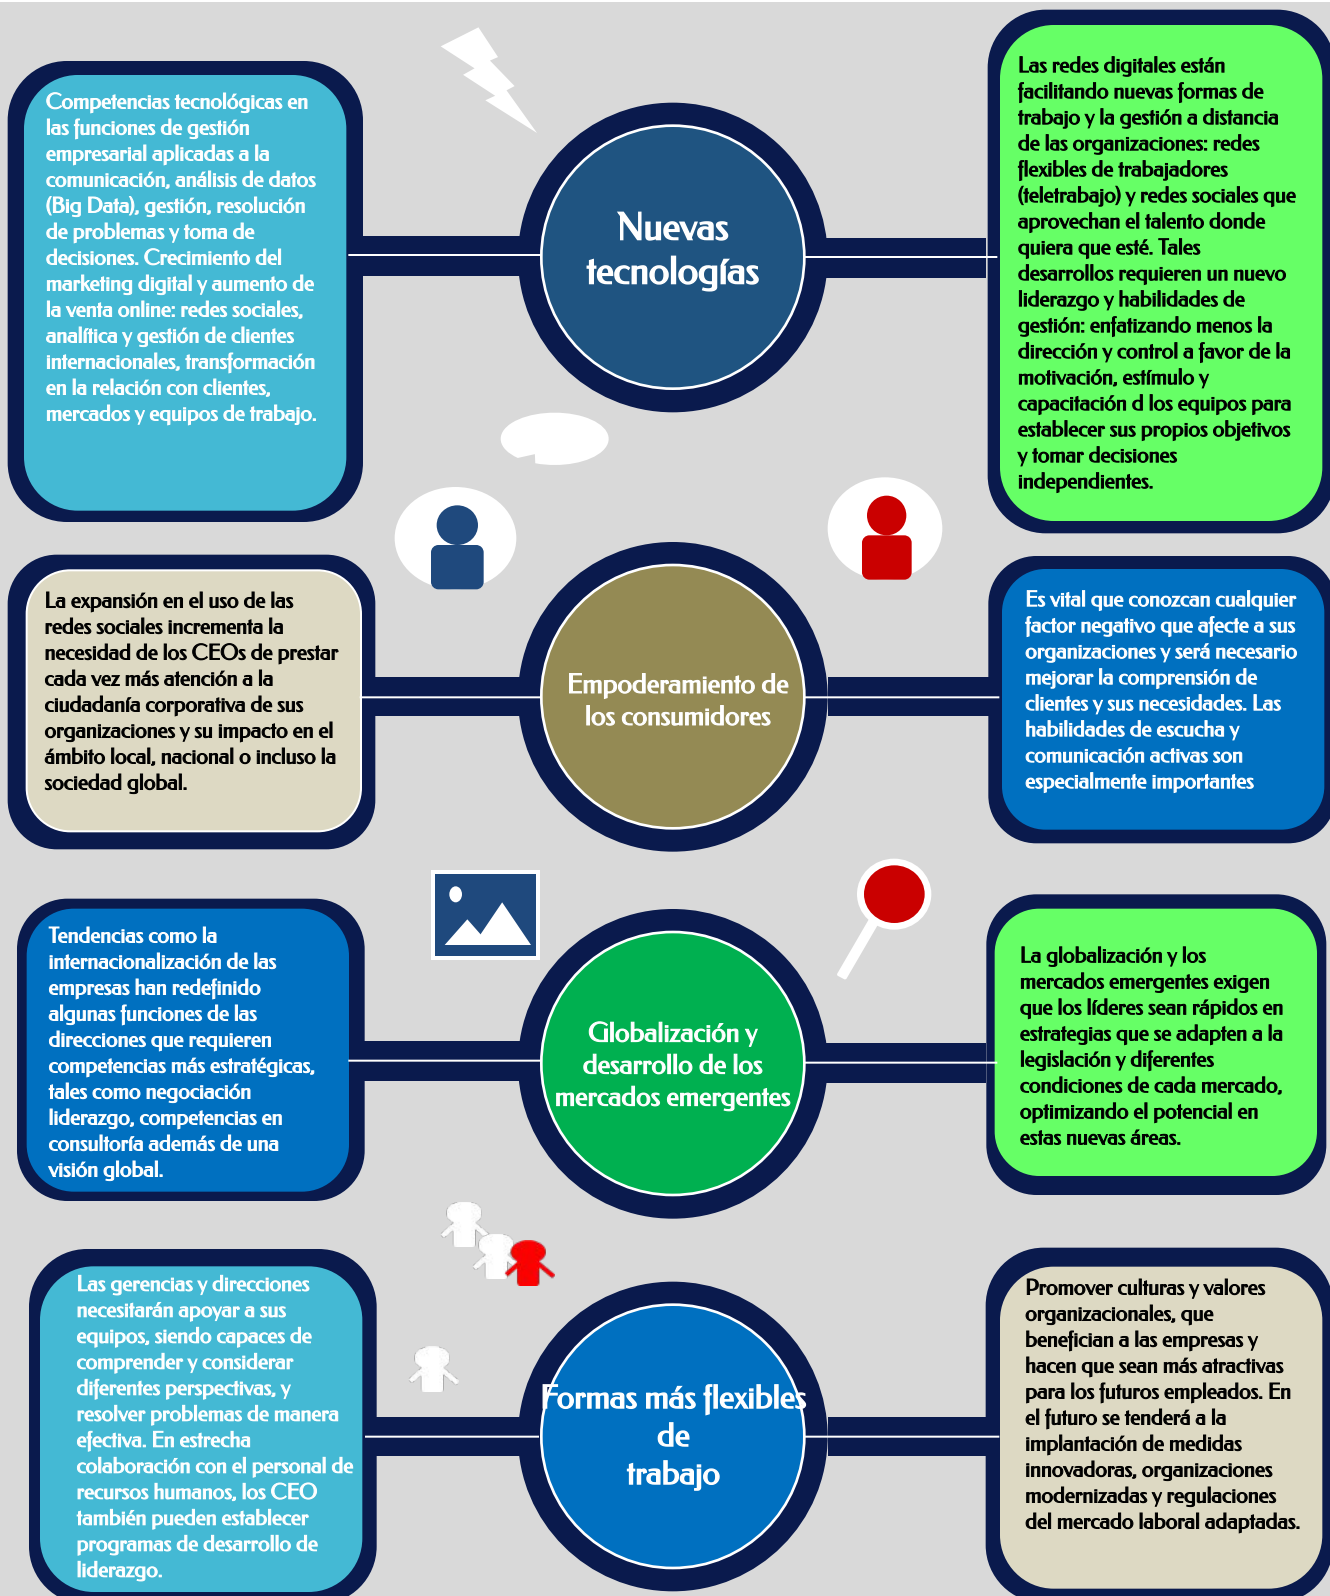 Competencias tecnológicas en
las funciones de gestión
empresarial aplicadas a la
comunicación, análisis de datos
(Big Data), gestión, resolución
de problemas y toma de
decisiones. Crecimiento del
marketing digital y aumento de
la venta online: redes sociales,
analítica y gestión de clientes
internacionales, transformación
en la relación con clientes,
mercados y equipos de trabajo.
Nuevas
tecnologías
Las redes digitales están
facilitando nuevas formas de
trabajo y la gestión a distancia
de las organizaciones: redes
flexibles de trabajadores
(teletrabajo) y redes sociales que
aprovechan el talento donde
quiera que esté. Tales
desarrollos requieren un nuevo
liderazgo y habilidades de
gestión: enfatizando menos la
dirección y control a favor de la
motivación, estímulo y
capacitación d los equipos para
establecer sus propios objetivos
y tomar decisiones
independientes.
La expansión en el uso de las
redes sociales incrementa la
necesidad de los CEOs de prestar
cada vez más atención a la
ciudadanía corporativa de sus
organizaciones y su impacto en el
ámbito local, nacional o incluso la
sociedad global.
Empoderamiento de
los consumidores
Es vital que conozcan cualquier
factor negativo que afecte a sus
organizaciones y será necesario
mejorar la comprensión de
clientes y sus necesidades. Las
habilidades de escucha y
comunicación activas son
especialmente importantes
Tendencias como la
internacionalización de las
empresas han redefinido
algunas funciones de las
direcciones que requieren
competencias más estratégicas,
tales como negociación
liderazgo, competencias en
consultoría además de una
visión global.
Globalización y
desarrollo de los
mercados emergentes
La globalización y los
mercados emergentes exigen
que los líderes sean rápidos en
estrategias que se adapten a la
legislación y diferentes
condiciones de cada mercado,
optimizando el potencial en
estas nuevas áreas.
Las gerencias y direcciones
necesitarán apoyar a sus
equipos, siendo capaces de
comprender y considerar
diferentes perspectivas, y
resolver problemas de manera
efectiva. En estrecha
colaboración con el personal de
recursos humanos, los CEO
también pueden establecer
programas de desarrollo de
liderazgo.
Formas más flexibles
de
trabajo
Promover culturas y valores
organizacionales, que
benefician a las empresas y
hacen que sean más atractivas
para los futuros empleados. En
el futuro se tenderá a la
implantación de medidas
innovadoras, organizaciones
modernizadas y regulaciones
del mercado laboral adaptadas.